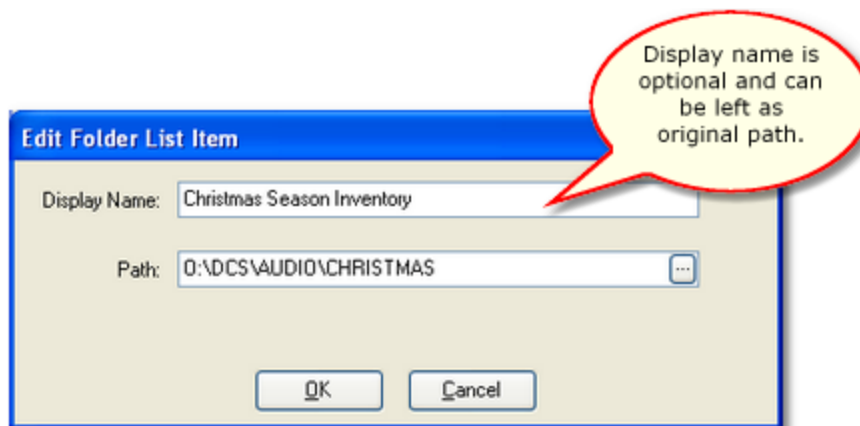 Display name is
optional and can
be left as
original path.
Edit Folder List Item
Display Name: Christmas Season Inventory
Path: O:\DCS\AUDIO\CHRISTMAS ...
OK Cancel